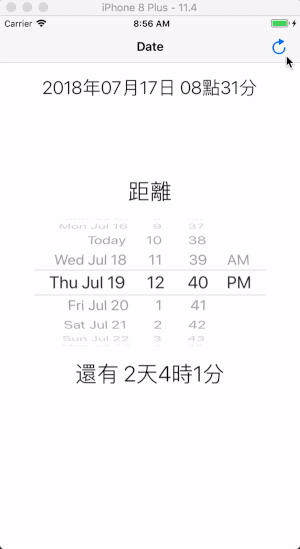 iPhone 8 Plus - 11.4
Carrier 8:56 AM
Date
2018年07月17日 08點31分
距離
Mon Jul 16 9 37
Today 10 38
Wed Jul 18 11 39 AM
Thu Jul 19 12 40 PM
Fri Jul 20 1 41
Sat Jul 21 2 42
Sun Jul 22 3 43
還有 2天4時1分